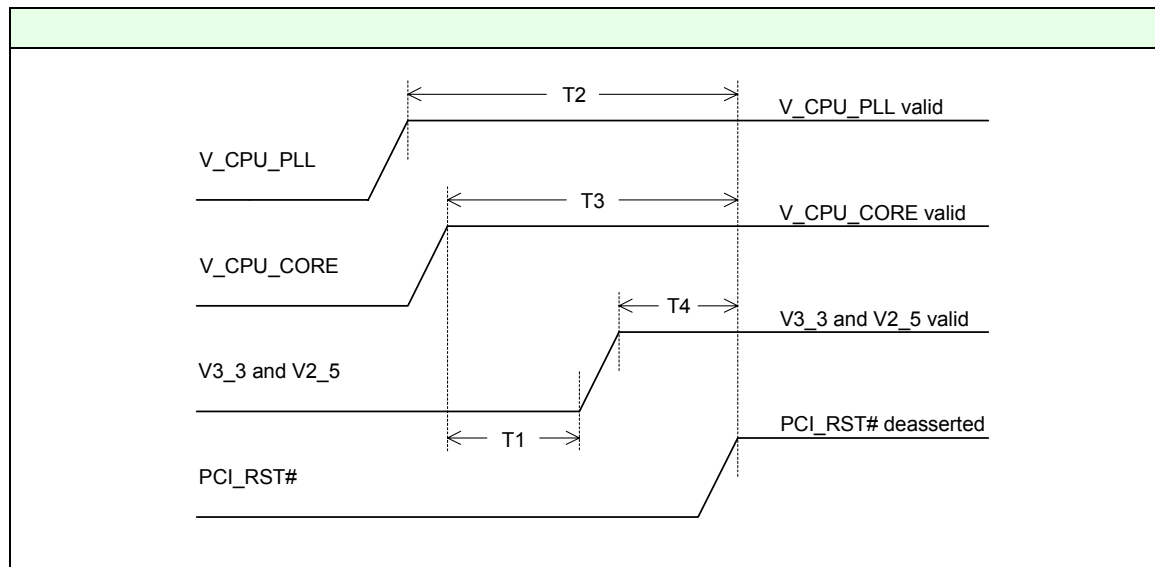 T2
V_CPU_PLL valid
V_CPU_PLL
T3
V_CPU_CORE valid
V_CPU_CORE
T4
V3_3 and V2_5 valid
V3_3 and V2_5
PCI_RST# deasserted
T1
PCI_RST#